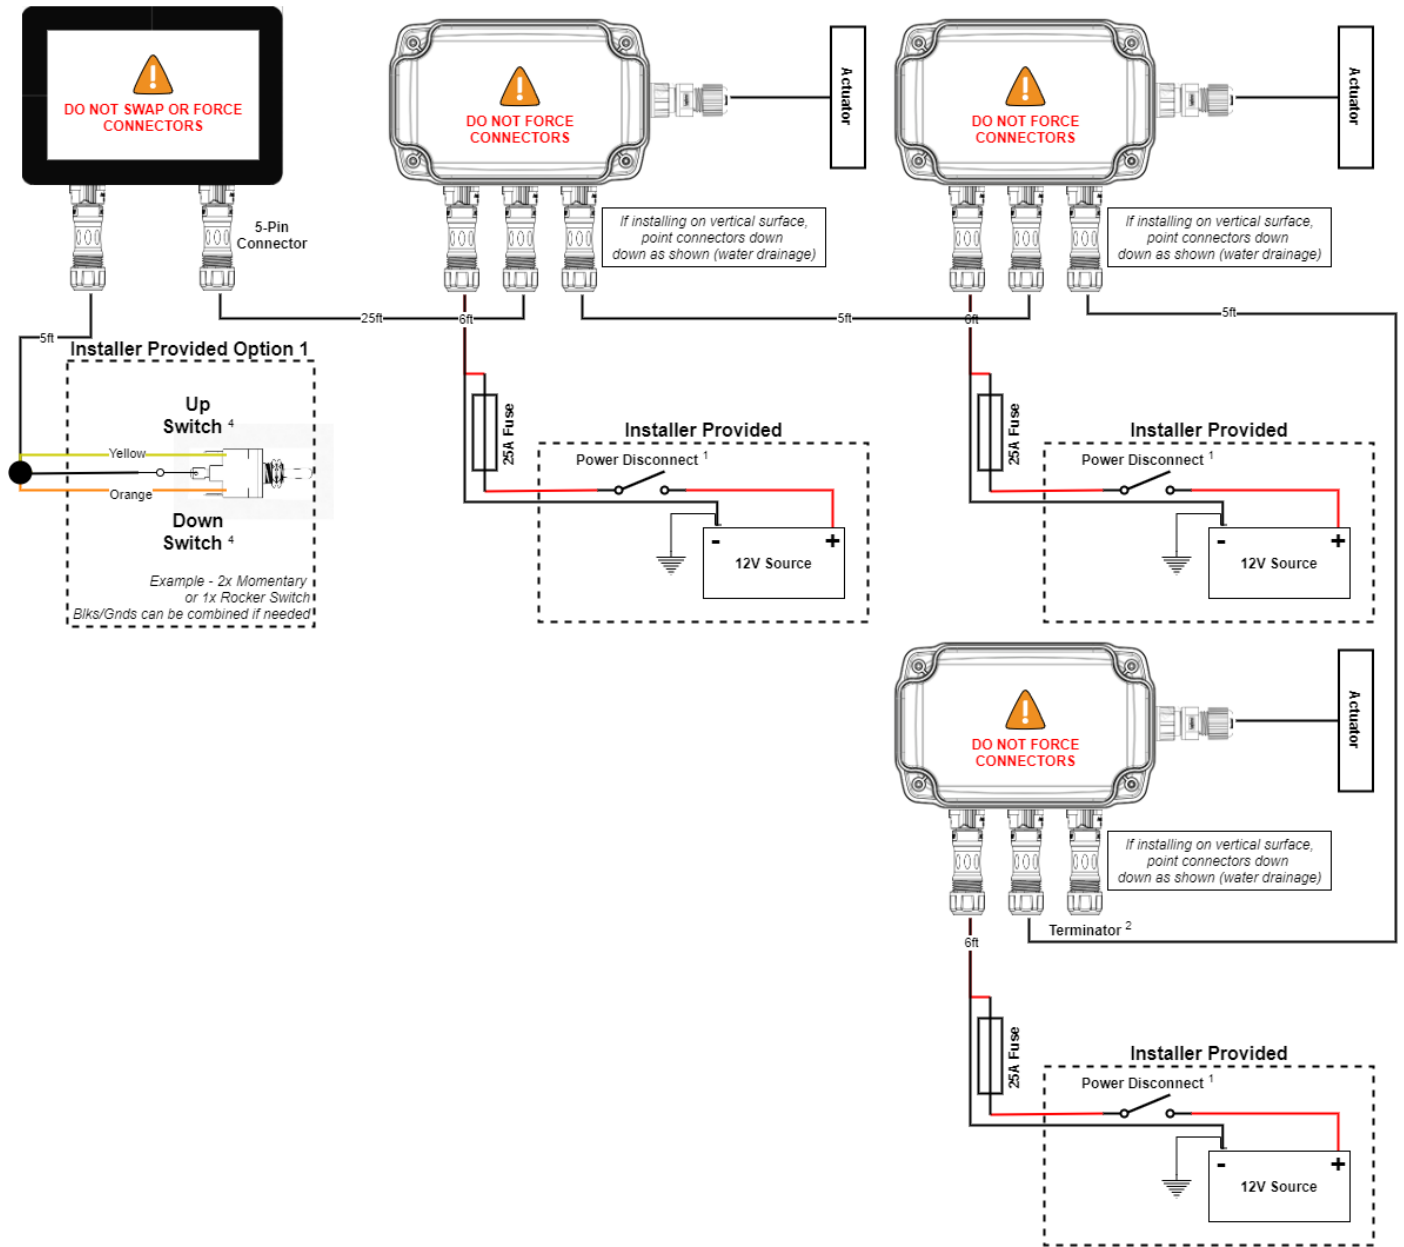 DO NOT SWAP OR FORCE
CONNECTORS
DO NOT FORCE
CONNECTORS
Actuator
DO NOT FORCE
CONNECTORS
Actuator
5-Pin
Connector
If installing on vertical surface,
point connectors down
down as shown (water drainage)
If installing on vertical surface,
point connectors down
down as shown (water drainage)
25ft
6ft
5ft
6ft
5ft
5ft
Installer Provided Option 1
Up
Switch 4
Yellow
Orange
Down
Switch 4
Example - 2x Momentary
or 1x Rocker Switch
Blks/Gnds can be combined if needed
25A Fuse
Installer Provided
Power Disconnect 1
-
+
12V Source
25A Fuse
Installer Provided
Power Disconnect 1
-
+
12V Source
DO NOT FORCE
CONNECTORS
Actuator
If installing on vertical surface,
point connectors down
down as shown (water drainage)
Terminator 2
6ft
25A Fuse
Installer Provided
Power Disconnect 1
-
+
12V Source